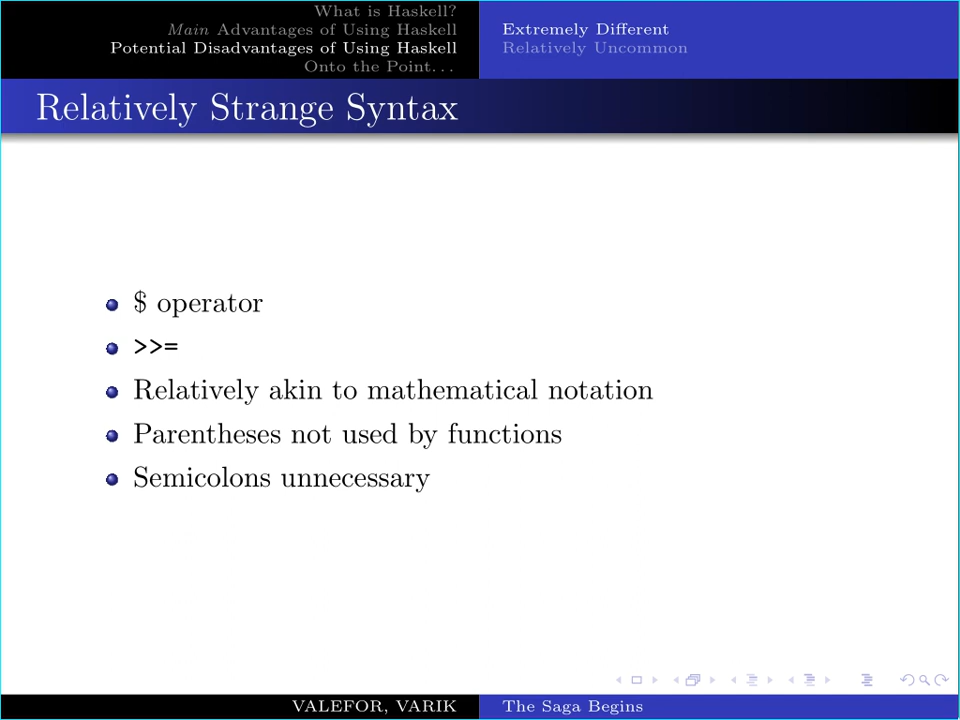 What is Haskell?
Main Advantages of Using Haskell
Potential Disadvantages of Using Haskell
Onto the Point...
Extremely Different
Relatively Uncommon
Relatively Strange Syntax
$ operator
>>=
Relatively akin to mathematical notation
Parentheses not used by functions
Semicolons unnecessary
VALEFOR, VARIK
The Saga Begins